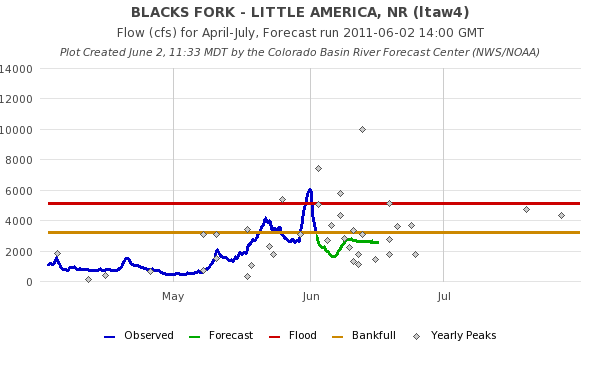 BLACKS FORK - LITTLE AMERICA, NR (ltaw4)
Flow (cfs) for April-July, Forecast run 2011-06-02 14:00 GMT
Plot Created June 2, 11:33 MDT by the Colorado Basin River Forecast Center (NWS/NOAA)
14000
12000
10000
8000
6000
4000
2000
0
May Jun Jul
Observed Forecast Flood Bankfull Yearly Peaks